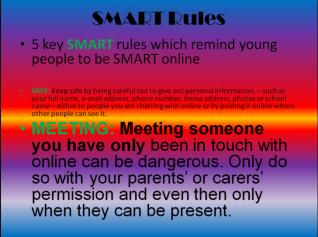 SMART Rules
• 5 key SMART rules which remind young
people to be SMART online
• SAFE: Keep safe by being careful not to give out personal information, – such as
your full name, e-mail address, phone number, home address, photos or school
name – either to people you are chatting with online or by posting it online where
other people can see it.
• MEETING: Meeting someone
you have only been in touch with
online can be dangerous. Only do
so with your parents' or carers'
permission and even then only
when they can be present.